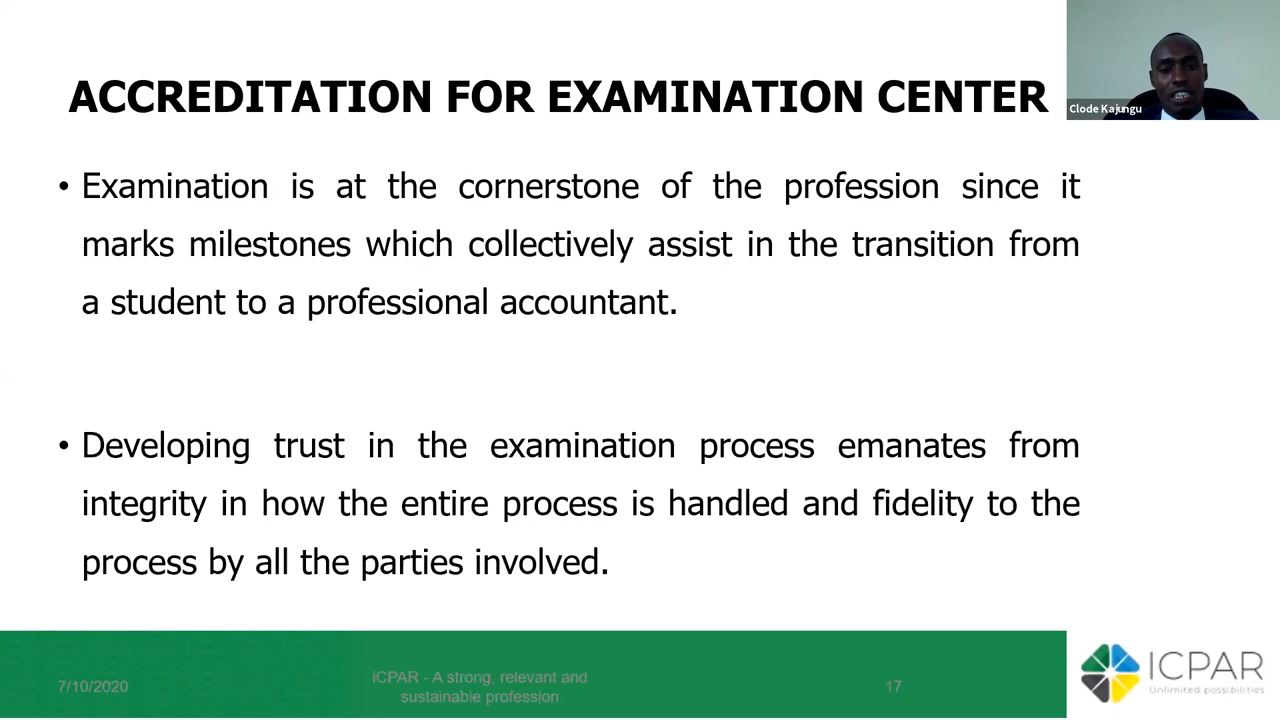 ACCREDITATION FOR EXAMINATION CENTER
Clode Kajungu
• Examination is at the cornerstone of the profession since it
marks milestones which collectively assist in the transition from
a student to a professional accountant.
• Developing trust in the examination process emanates from
integrity in how the entire process is handled and fidelity to the
process by all the parties involved.
7/10/2020
iCPAR - A strong, relevant and
sustainable profession
17
ICPAR
Unlimited possibilities